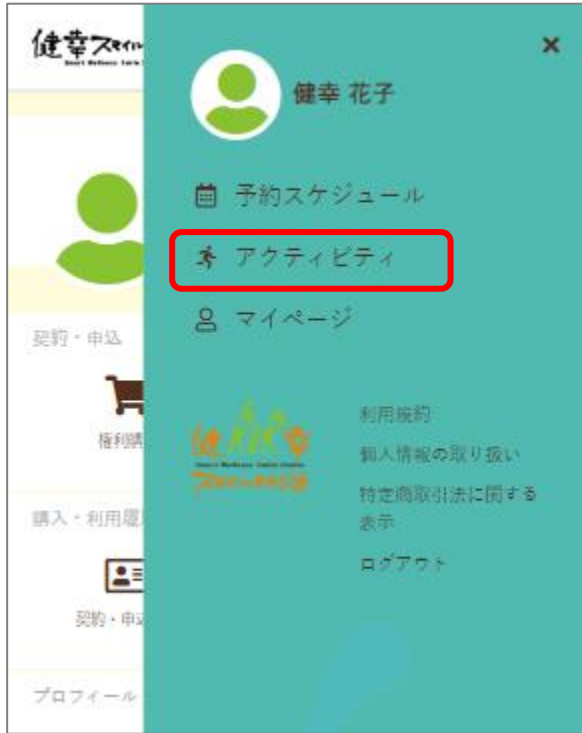 健幸スマイル
×
健幸 花子
予約スケジュール
アクティビティ
マイページ
契約・申込
権利購
利用規約
個人情報の取り扱い
特定商取引法に関する
表示
ログアウト
購入・利用履
契約・申込
プロフィール
健幸